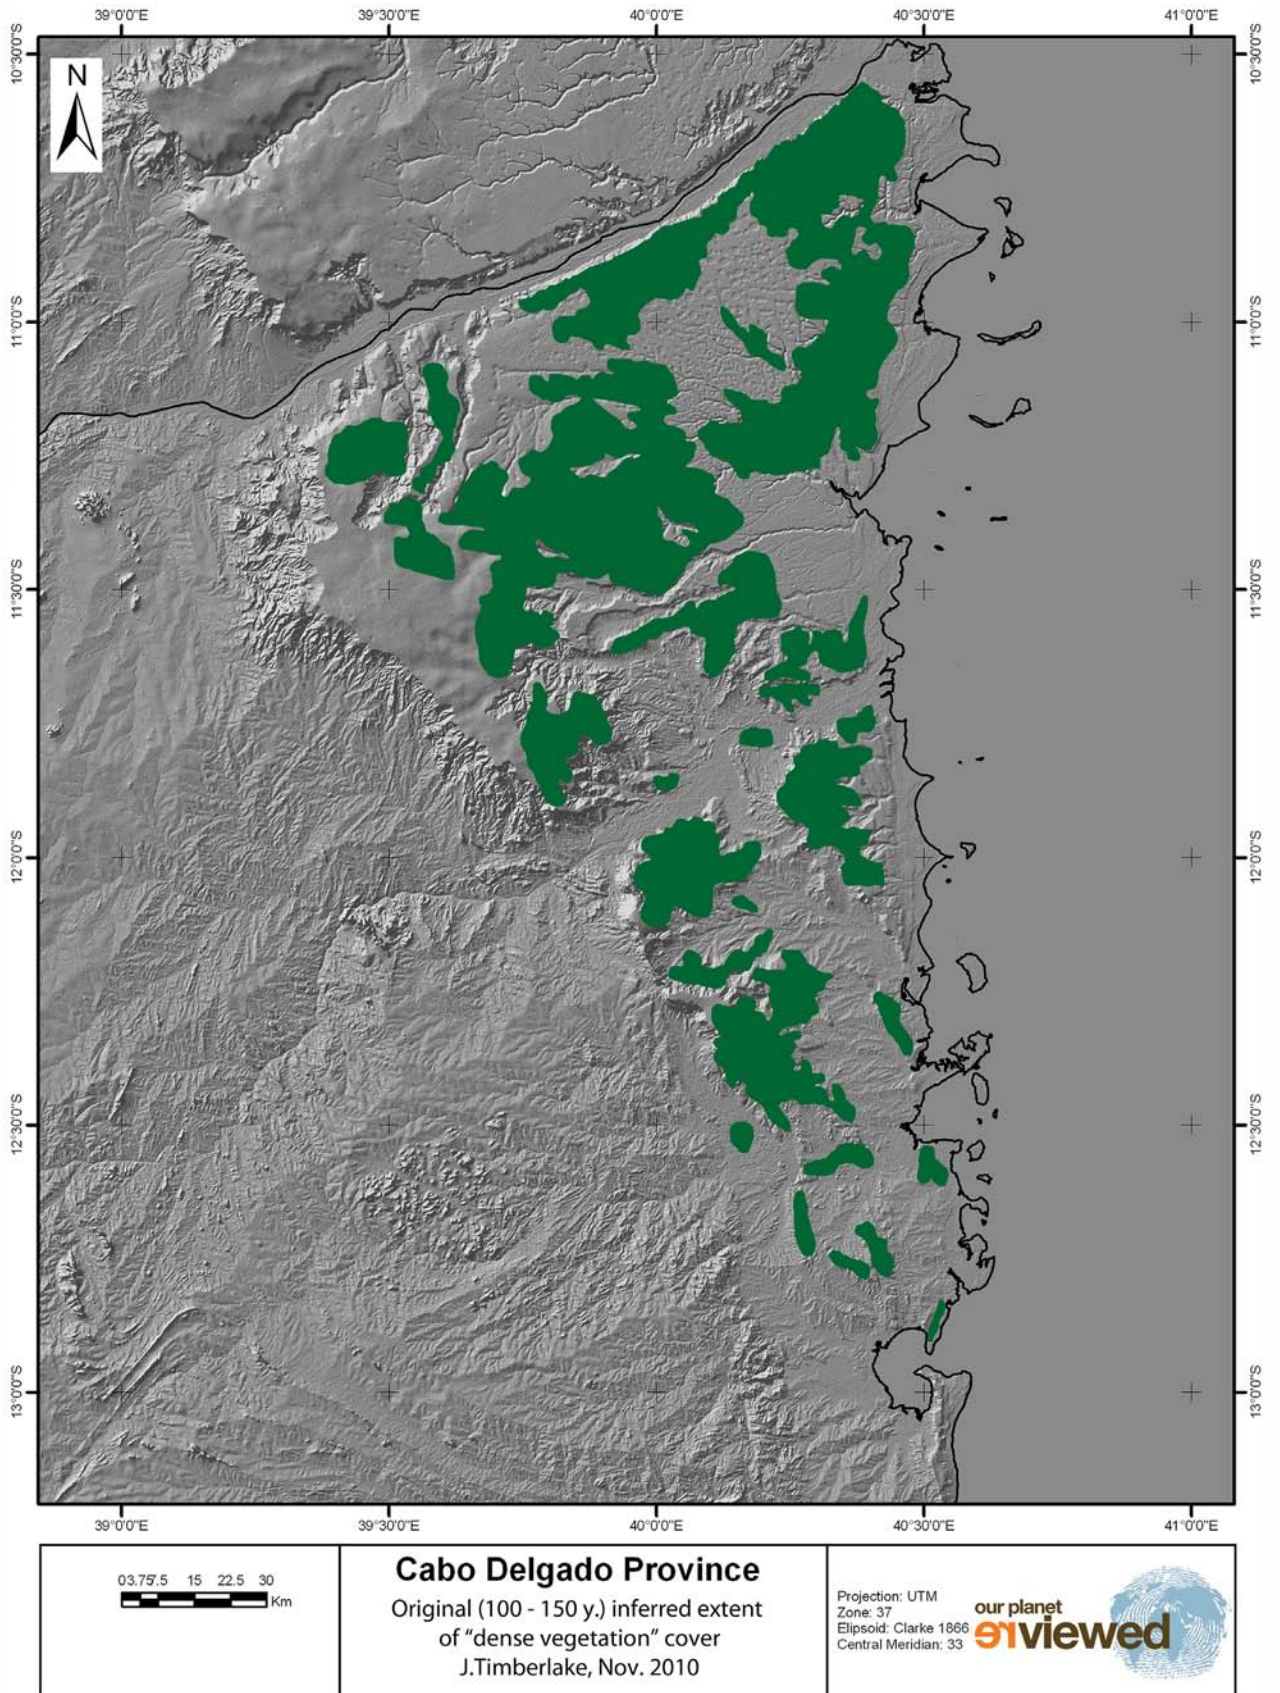 39°0'0"E 39°30'0"E 40°0'0"E 40°30'0"E 41°0'0"E
N
10°30'0"S 10°30'0"S
11°0'0"S 11°0'0"S
11°30'0"S 11°30'0"S
12°0'0"S 12°0'0"S
12°30'0"S 12°30'0"S
13°0'0"S 13°0'0"S
39°0'0"E 39°30'0"E 40°0'0"E 40°30'0"E 41°0'0"E
03.757.5 15 22.5 30
Km
Cabo Delgado Province
Original (100 - 150 y.) inferred extent
of “dense vegetation” cover
J.Timberlake, Nov. 2010
Projection: UTM
Zone: 37
Elipsoid: Clarke 1866
Central Meridian: 33
our planet
reviewed